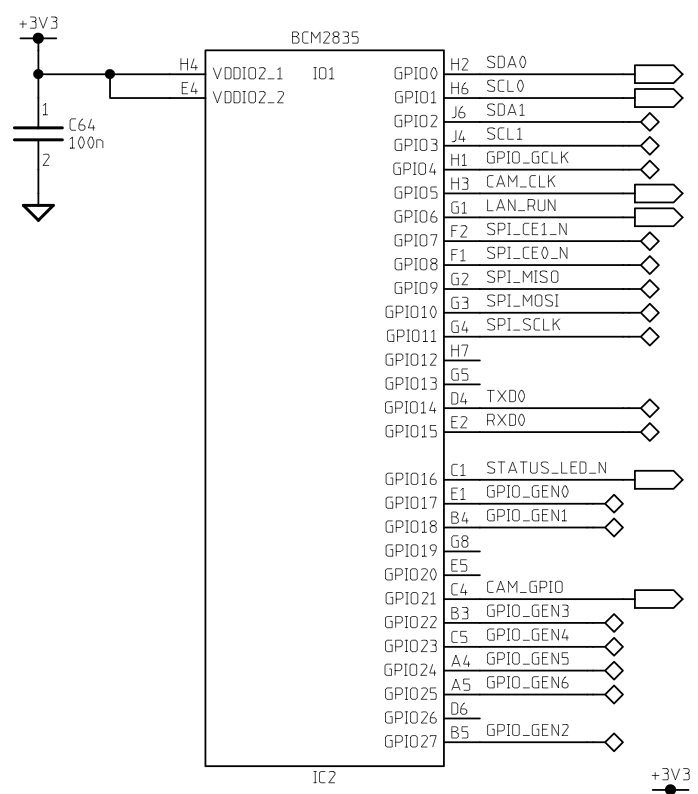 +3V3
BCM2835
H4 VDDIO2_1 IO1 GPIO0 H2 SDA0
E4 VDDIO2_2 GPIO1 H6 SCL0
GPIO2 J6 SDA1
1 C64 GPIO3 J4 SCL1
100n
2 GPIO4 H1 GPIO_GCLK
GPIO5 H3 CAM_CLK
GPIO6 G1 LAN_RUN
GPIO7 F2 SPI_CE1_N
GPIO8 F1 SPI_CE0_N
GPIO9 G2 SPI_MISO
GPIO10 G3 SPI_MOSI
GPIO11 G4 SPI_SCLK
GPIO12 H7
GPIO13 G5
GPIO14 D4 TXD0
GPIO15 E2 RXD0
GPIO16 C1 STATUS_LED_N
GPIO17 E1 GPIO_GEN0
GPIO18 B4 GPIO_GEN1
GPIO19 G8
GPIO20 E5
GPIO21 C4 CAM_GPIO
GPIO22 B3 GPIO_GEN3
GPIO23 C5 GPIO_GEN4
GPIO24 A4 GPIO_GEN5
GPIO25 A5 GPIO_GEN6
GPIO26 D6
GPIO27 B5 GPIO_GEN2
IC2
+3V3